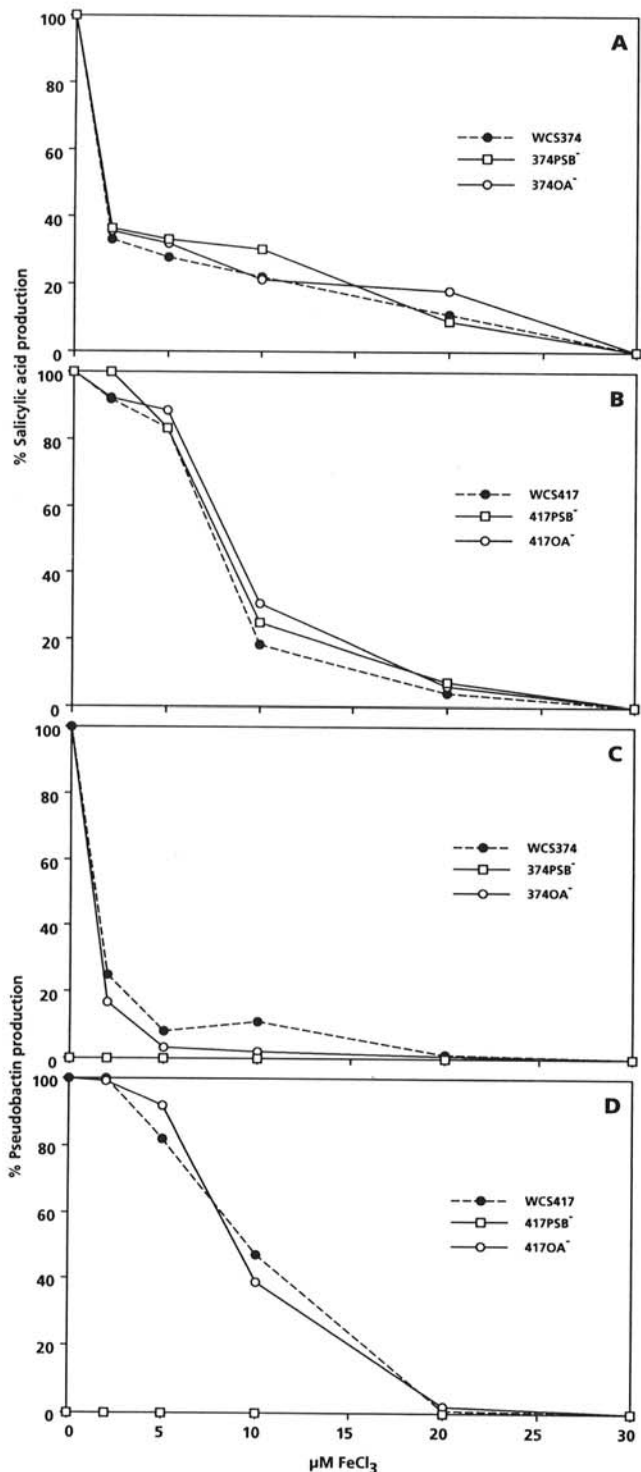 A
100
80
60
40
20
0
WCS374
374PSB⁻
374OA⁻
% Salicylic acid production
B
100
80
60
40
20
0
WCS417
417PSB⁻
417OA⁻
C
100
80
60
40
20
0
WCS374
374PSB⁻
374OA⁻
% Pseudobactin production
D
100
80
60
40
20
0
WCS417
417PSB⁻
417OA⁻
0 5 10 15 20 25 30
µM FeCl₃